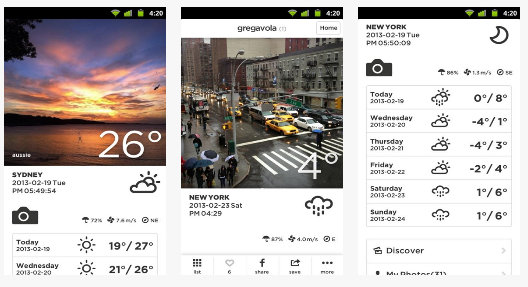 4:20
26°
aussie
SYDNEY
2013-02-19 Tue
PM 05:49:54
72% 7.6 m/s NE
Today
2013-02-19
19°/ 27°
Wednesday
2013-02-20
21°/ 26°
4:20
gregavola (1)
Home
4°
NEW YORK
2013-02-23 Sat
PM 04:29
87% 4.0 m/s E
list
6
share
save
more
4:20
NEW YORK
2013-02-19 Tue
PM 05:50:09
86% 1.3 m/s SE
Today
2013-02-19
0°/ 8°
Wednesday
2013-02-20
-4°/ 1°
Thursday
2013-02-21
-4°/ 3°
Friday
2013-02-22
-2°/ 4°
Saturday
2013-02-23
1°/ 6°
Sunday
2013-02-24
1°/ 6°
Discover
My Photos(31)